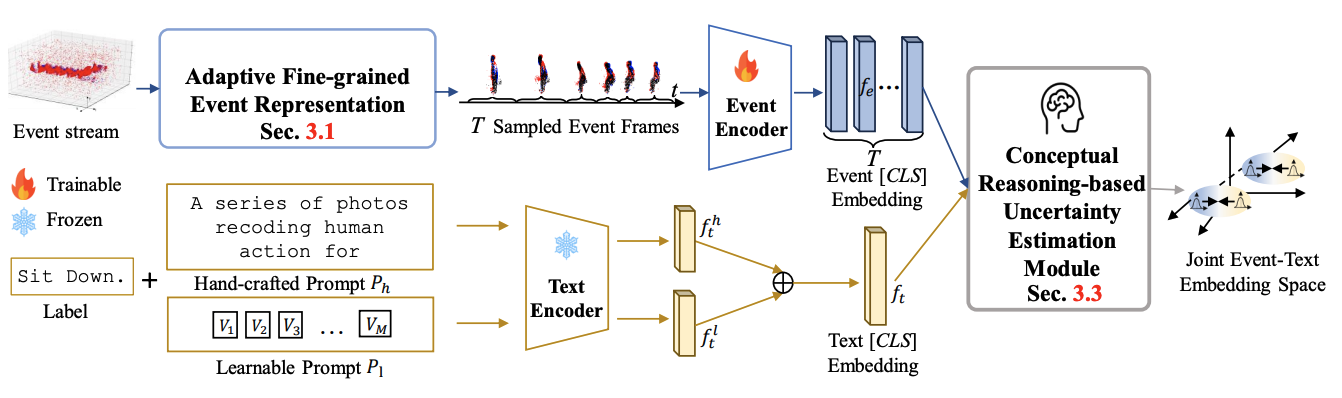 Event stream
Adaptive Fine-grained
Event Representation
Sec. 3.1
t
T Sampled Event Frames
Event
Encoder
f_e ...
T
Event [CLS]
Embedding
Conceptual
Reasoning-based
Uncertainty
Estimation
Module
Sec. 3.3
Joint Event-Text
Embedding Space
Trainable
Frozen
Sit Down.
Label
+
A series of photos
recoding human
action for
Hand-crafted Prompt P_h
V_1 V_2 V_3 ... V_M
Learnable Prompt P_l
Text
Encoder
f_t^h
f_t^l
f_t
Text [CLS]
Embedding